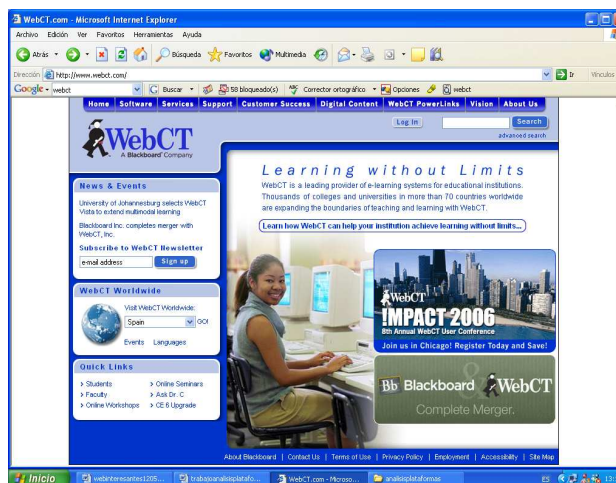 WebCT.com - Microsoft Internet Explorer
Archivo Edición Ver Favoritos Herramientas Ayuda
Atrás Búsqueda Favoritos Multimedia
Dirección http://www.webct.com/ Ir Vínculos
Google webct Buscar 58 bloqueado(s) Corrector ortográfico Opciones webct
Home Software Services Support Customer Success Digital Content WebCT PowerLinks Vision About Us
Log In Search
advanced search
WebCT
A Blackboard Company
Learning without Limits
WebCT is a leading provider of e-learning systems for educational institutions.
Thousands of colleges and universities in more than 70 countries worldwide
are expanding the boundaries of teaching and learning with WebCT.
Learn how WebCT can help your institution achieve learning without limits...
News & Events
University of Johannesburg selects WebCT
Vista to extend multimodal learning
Blackboard Inc. completes merger with
WebCT, Inc.
Subscribe to WebCT Newsletter
e-mail address Sign up
WebCT Worldwide
Visit WebCT Worldwide:
Spain GO!
Events Languages
Quick Links
> Students > Online Seminars
> Faculty > Ask Dr. C
> Online Workshops > CE 6 Upgrade
WebCT
IMPACT 2006
8th Annual WebCT User Conference
Join us in Chicago! Register Today and Save!
Bb Blackboard & WebCT
Complete Merger.
About Blackboard | Contact Us | Terms of Use | Privacy Policy | Employment | Accessibility | Site Map
Inicio webinteresantes1205... trabajoanalisisplatafo... WebCT.com - Microso... analisisplataformas ES